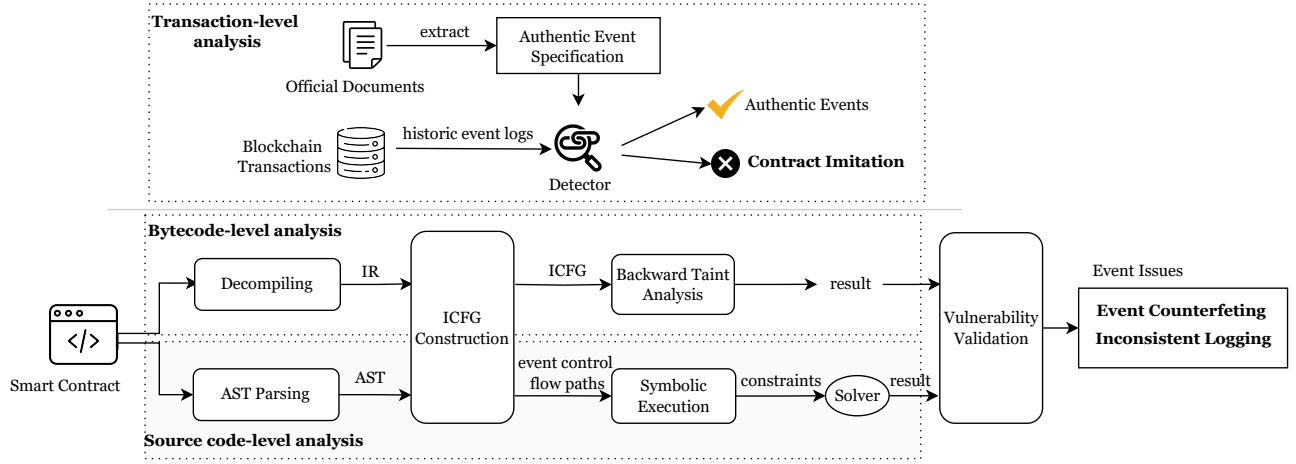 Transaction-level
analysis
extract
Authentic Event
Specification
Official Documents
Authentic Events
historic event logs
Blockchain
Transactions
Contract Imitation
Detector
Bytecode-level analysis
Decompiling
IR
ICFG
Backward Taint
Analysis
result
Event Issues
Event Counterfeting
Inconsistent Logging
ICFG
Construction
Vulnerability
Validation
</>
Smart Contract
AST Parsing
AST
event control
flow paths
Symbolic
Execution
constraints
Solver
result
Source code-level analysis